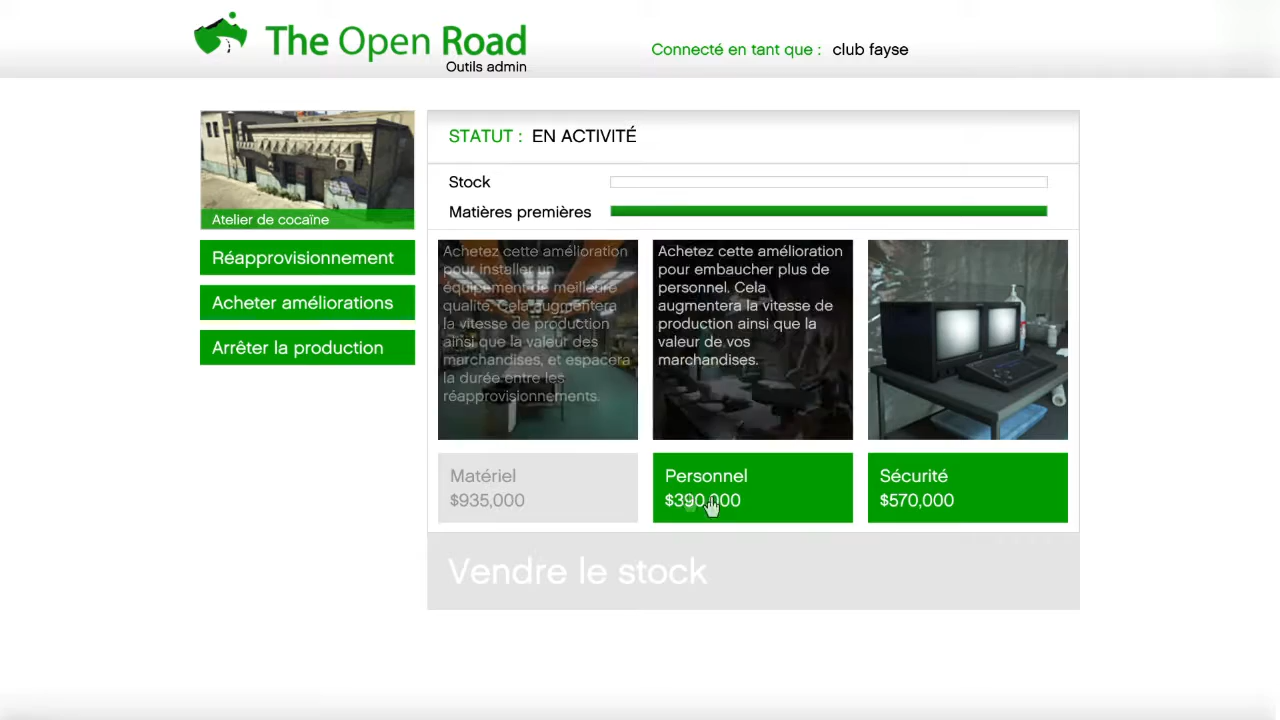 The Open Road
Outils admin
Connecté en tant que : club fayse
Atelier de cocaïne
Réapprovisionnement
Acheter améliorations
Arrêter la production
STATUT : EN ACTIVITÉ
Stock
Matières premières
Achetez cette amélioration
pour installer un
équipement de meilleure
qualité. Cela augmentera
la vitesse de production
ainsi que la valeur des
marchandises, et espacera
la durée entre les
réapprovisionnements.
Matériel
$935,000
Achetez cette amélioration
pour embaucher plus de
personnel. Cela
augmentera la vitesse de
production ainsi que la
valeur de vos
marchandises.
Personnel
$390,000
Sécurité
$570,000
Vendre le stock